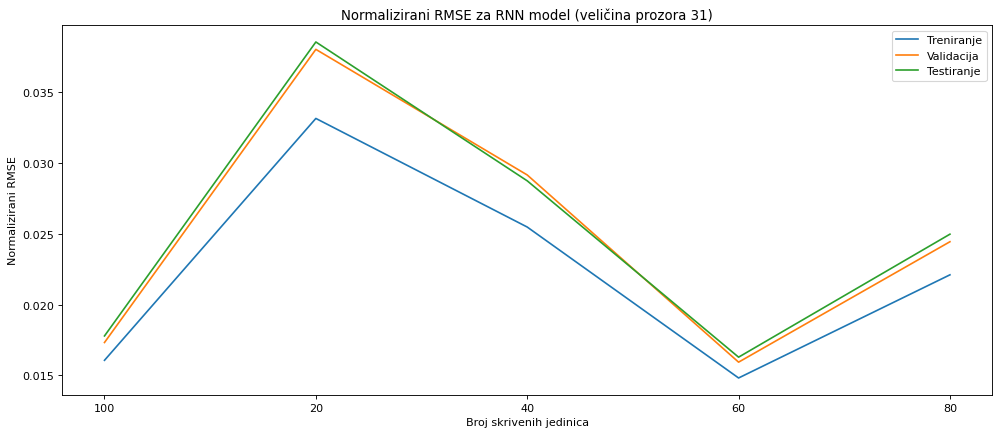 Normalizirani RMSE za RNN model (veličina prozora 31)
Treniranje
Validacija
Testiranje
Normalizirani RMSE
0.035
0.030
0.025
0.020
0.015
100
20
40
60
80
Broj skrivenih jedinica